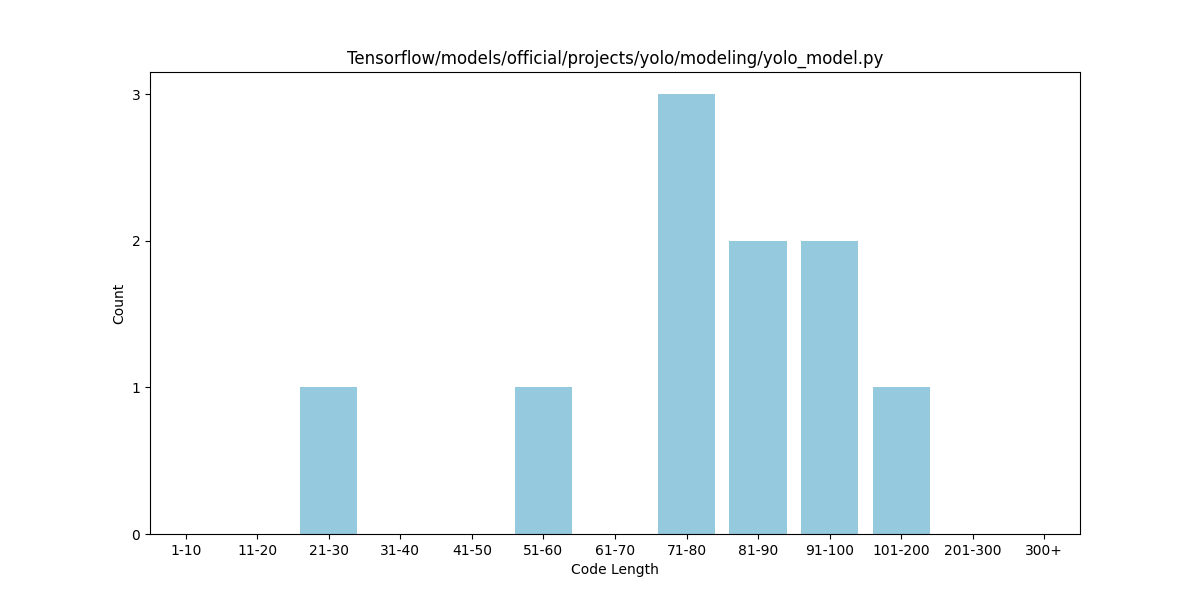 Tensorflow/models/official/projects/yolo/modeling/yolo_model.py
3
2
1
0
Count
1-10 11-20 21-30 31-40 41-50 51-60 61-70 71-80 81-90 91-100 101-200 201-300 300+
Code Length